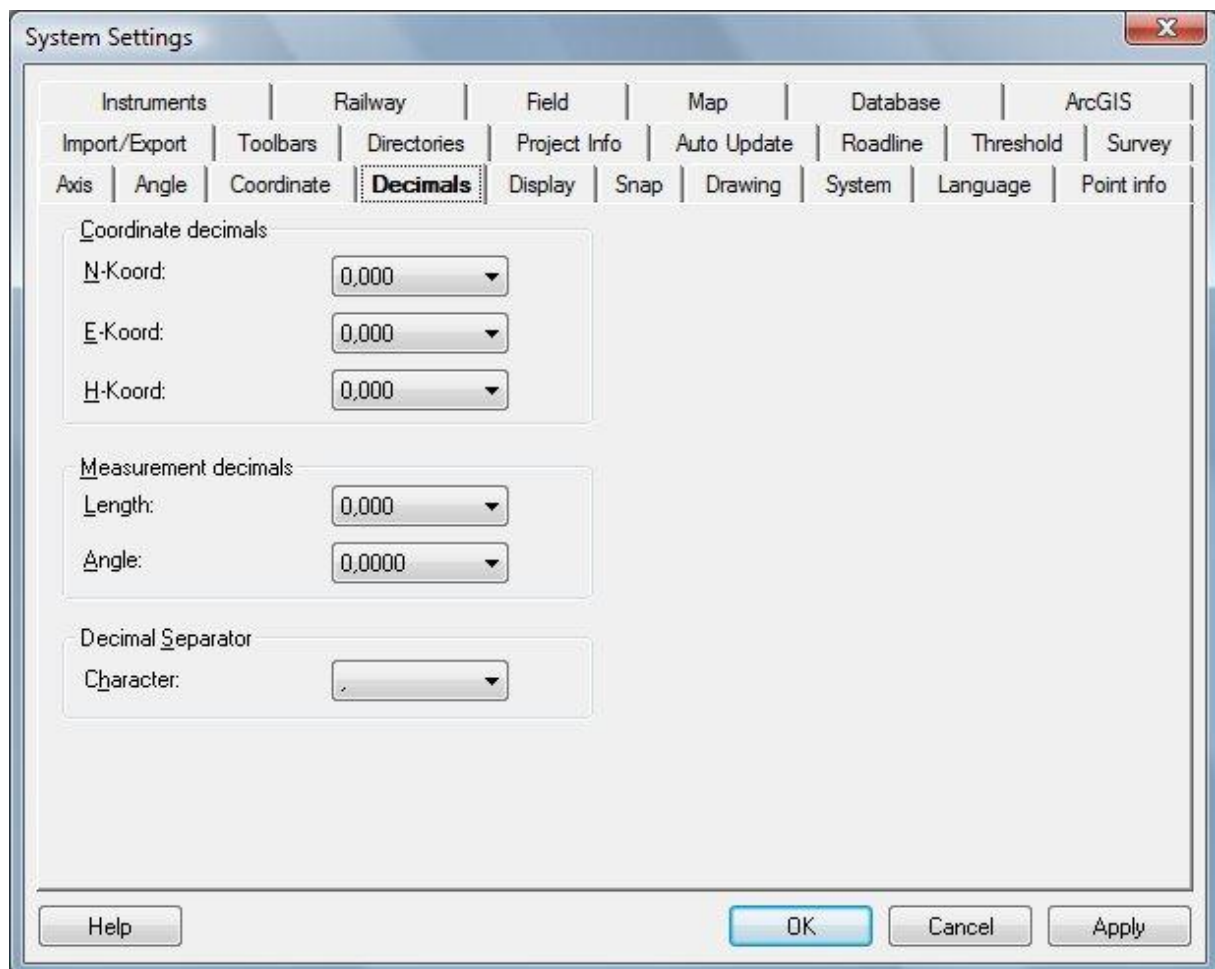 System Settings
Instruments Railway Field Map Database ArcGIS
Import/Export Toolbars Directories Project Info Auto Update Roadline Threshold Survey
Axis Angle Coordinate Decimals Display Snap Drawing System Language Point info
Coordinate decimals
N-Koord: 0,000
E-Koord: 0,000
H-Koord: 0,000
Measurement decimals
Length: 0,000
Angle: 0,0000
Decimal Separator
Character: ,
Help OK Cancel Apply